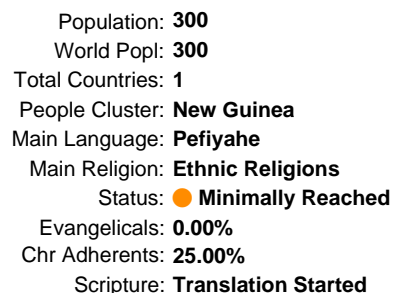 Population: 300
World Popl: 300
Total Countries: 1
People Cluster: New Guinea
Main Language: Pefiyahe
Main Religion: Ethnic Religions
Status: Minimally Reached
Evangelicals: 0.00%
Chr Adherents: 25.00%
Scripture: Translation Started